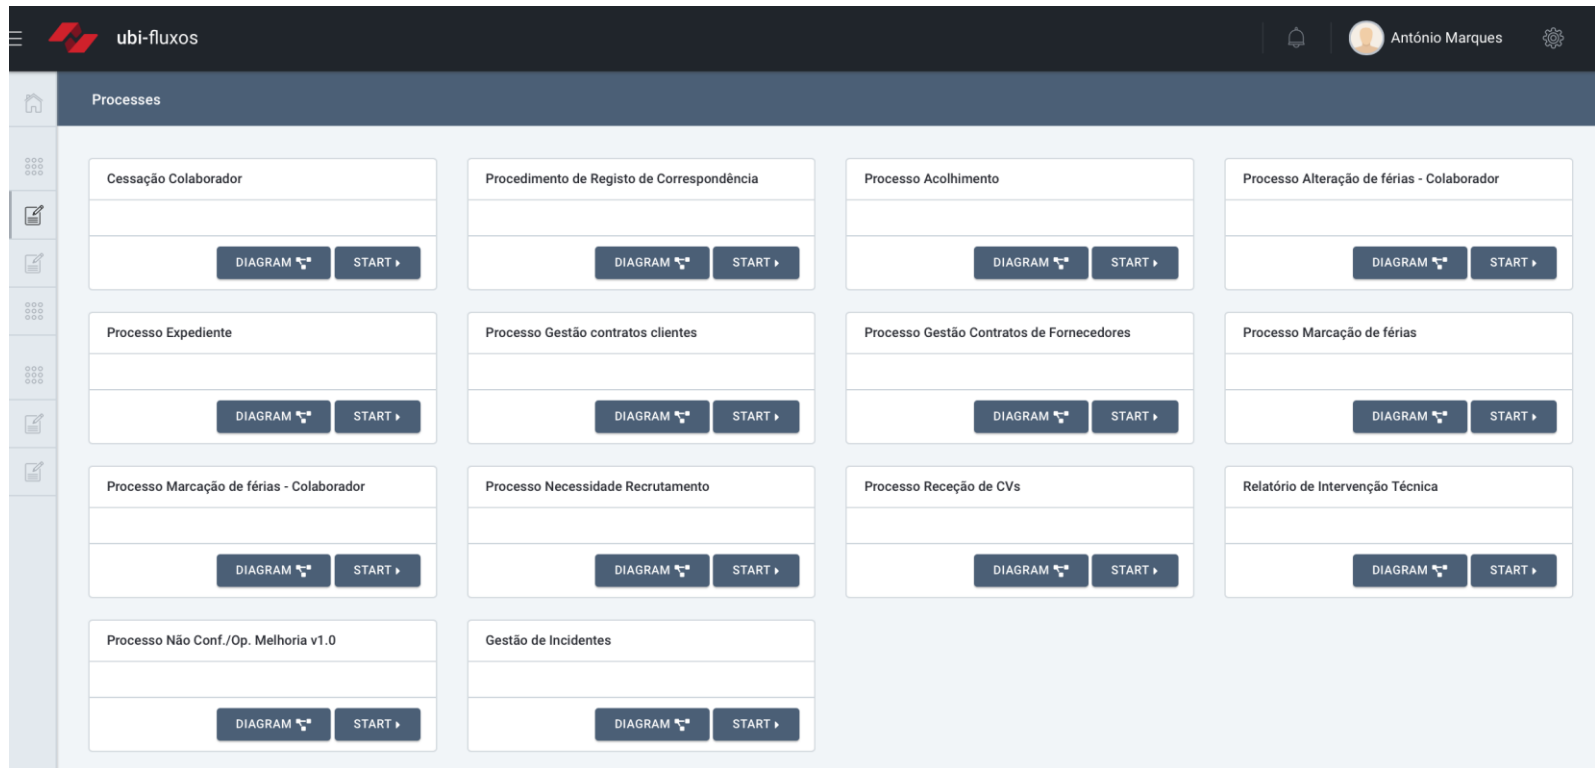 ubi-fluxos
António Marques
Processes
Cessação Colaborador
DIAGRAM START
Procedimento de Registo de Correspondência
DIAGRAM START
Processo Acolhimento
DIAGRAM START
Processo Alteração de férias - Colaborador
DIAGRAM START
Processo Expediente
DIAGRAM START
Processo Gestão contratos clientes
DIAGRAM START
Processo Gestão Contratos de Fornecedores
DIAGRAM START
Processo Marcação de férias
DIAGRAM START
Processo Marcação de férias - Colaborador
DIAGRAM START
Processo Necessidade Recrutamento
DIAGRAM START
Processo Receção de CVs
DIAGRAM START
Relatório de Intervenção Técnica
DIAGRAM START
Processo Não Conf./Op. Melhoria v1.0
DIAGRAM START
Gestão de Incidentes
DIAGRAM START